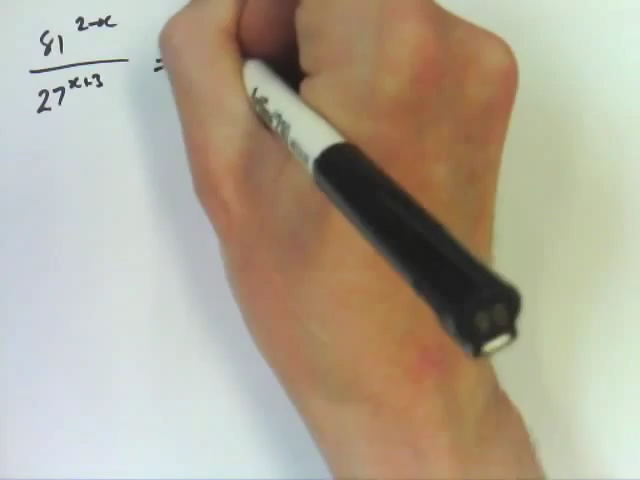 81^{2-x}
27^{x+3} =